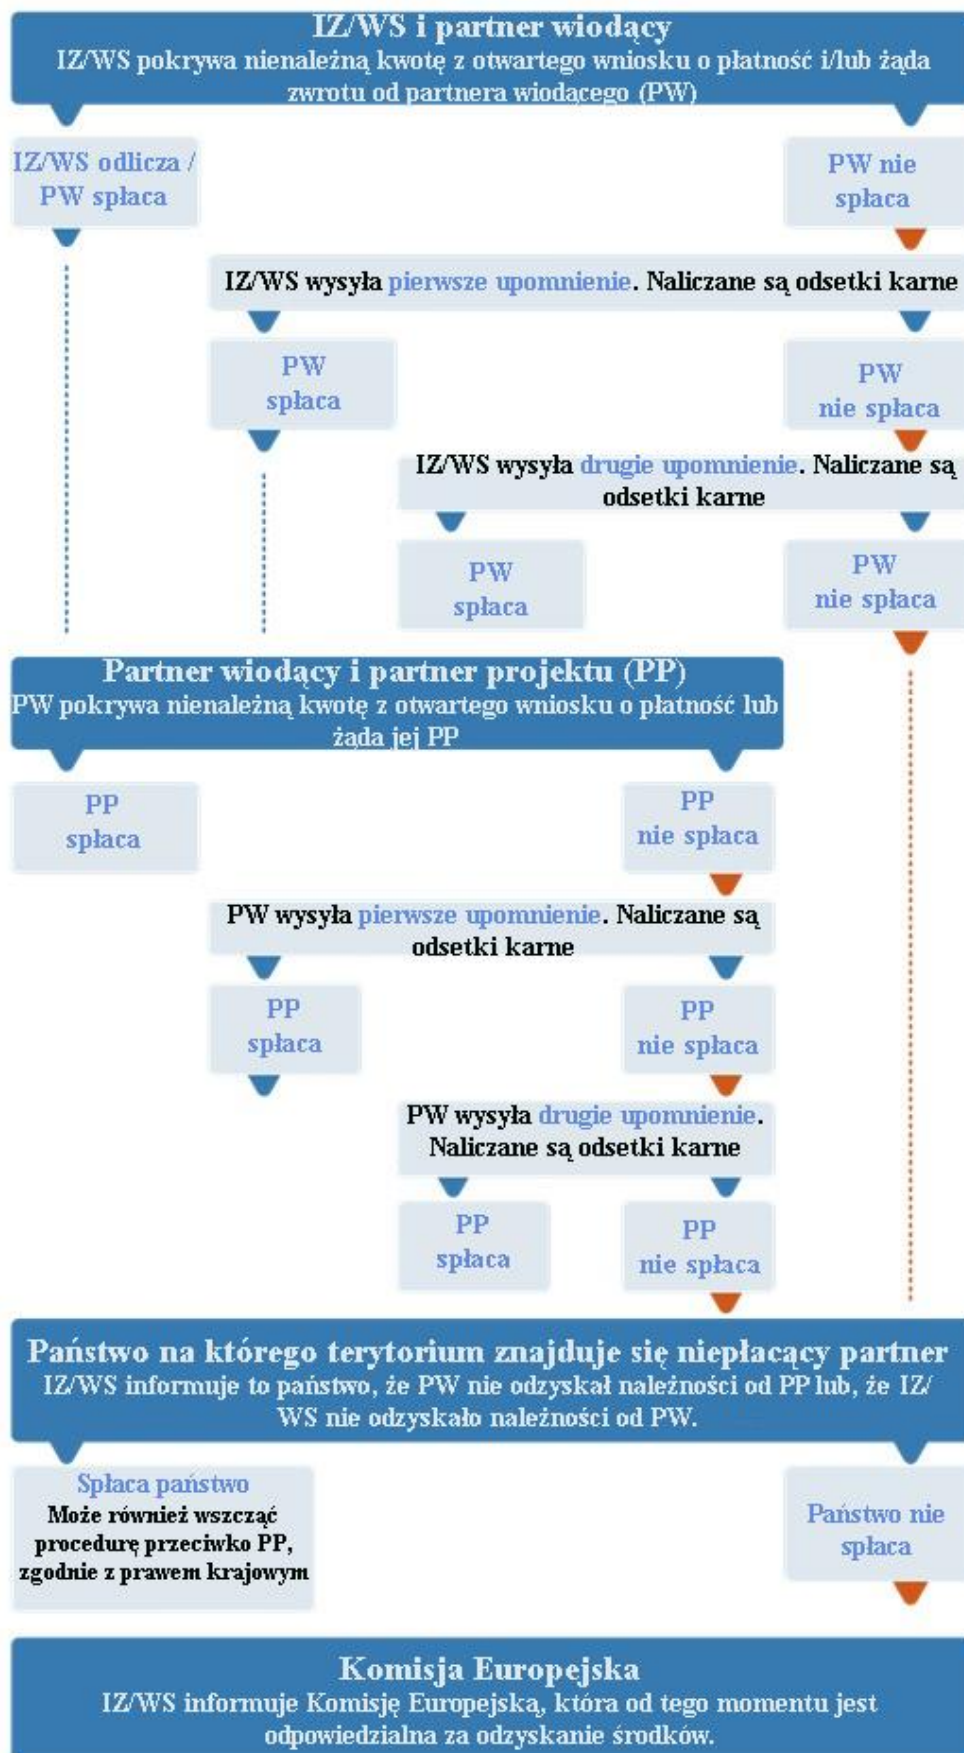 IZ/WS i partner wiodący
IZ/WS pokrywa nienależną kwotę z otwartego wniosku o płatność i/lub żąda
zwrotu od partnera wiodącego (PW)
IZ/WS odlicza /
PW spłaca
PW nie
spłaca
IZ/WS wysyła pierwsze upomnienie. Naliczane są odsetki karne
PW
spłaca
PW
nie spłaca
IZ/WS wysyła drugie upomnienie. Naliczane są
odsetki karne
PW
spłaca
PW
nie spłaca
Partner wiodący i partner projektu (PP)
PW pokrywa nienależną kwotę z otwartego wniosku o płatność lub
żąda jej PP
PP
spłaca
PP
nie spłaca
PW wysyła pierwsze upomnienie. Naliczane są
odsetki karne
PP
spłaca
PP
nie spłaca
PW wysyła drugie upomnienie.
Naliczane są odsetki karne
PP
spłaca
PP
nie spłaca
Państwo na którego terytorium znajduje się niepłacący partner
IZ/WS informuje to państwo, że PW nie odzyskał należności od PP lub, że IZ/
WS nie odzyskało należności od PW.
Spłaca państwo
Może również wszcząć
procedurę przeciwko PP,
zgodnie z prawem krajowym
Państwo nie
spłaca
Komisja Europejska
IZ/WS informuje Komisję Europejską, która od tego momentu jest
odpowiedzialna za odzyskanie środków.